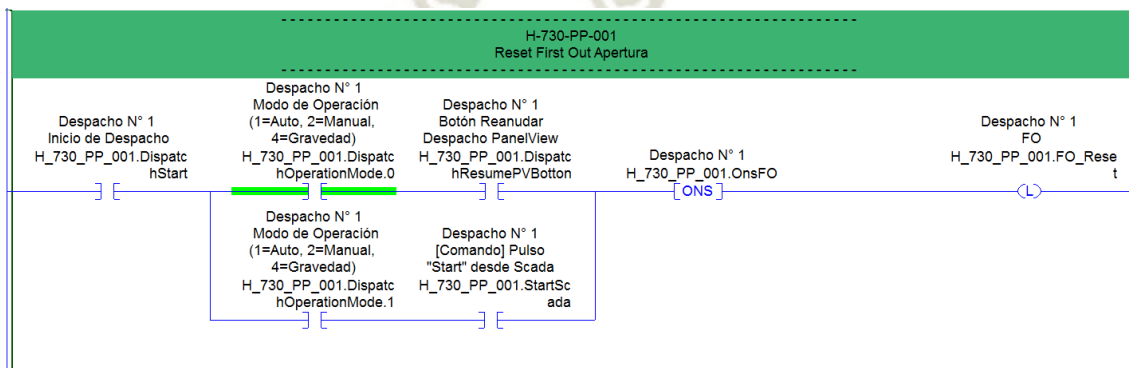 H-730-PP-001
Reset First Out Apertura
Despacho N° 1
Inicio de Despacho
H_730_PP_001.Dispatc
hStart
Despacho N° 1
Modo de Operación
(1=Auto, 2=Manual,
4=Gravedad)
H_730_PP_001.Dispatc
hOperationMode.0
Despacho N° 1
Botón Reanudar
Despacho PanelView
H_730_PP_001.Dispatc
hResumePVBotton
Despacho N° 1
H_730_PP_001.OnsFO
ONS
Despacho N° 1
FO
H_730_PP_001.FO_Rese
t
L
Despacho N° 1
Modo de Operación
(1=Auto, 2=Manual,
4=Gravedad)
H_730_PP_001.Dispatc
hOperationMode.1
Despacho N° 1
[Comando] Pulso
"Start" desde Scada
H_730_PP_001.StartSc
ada